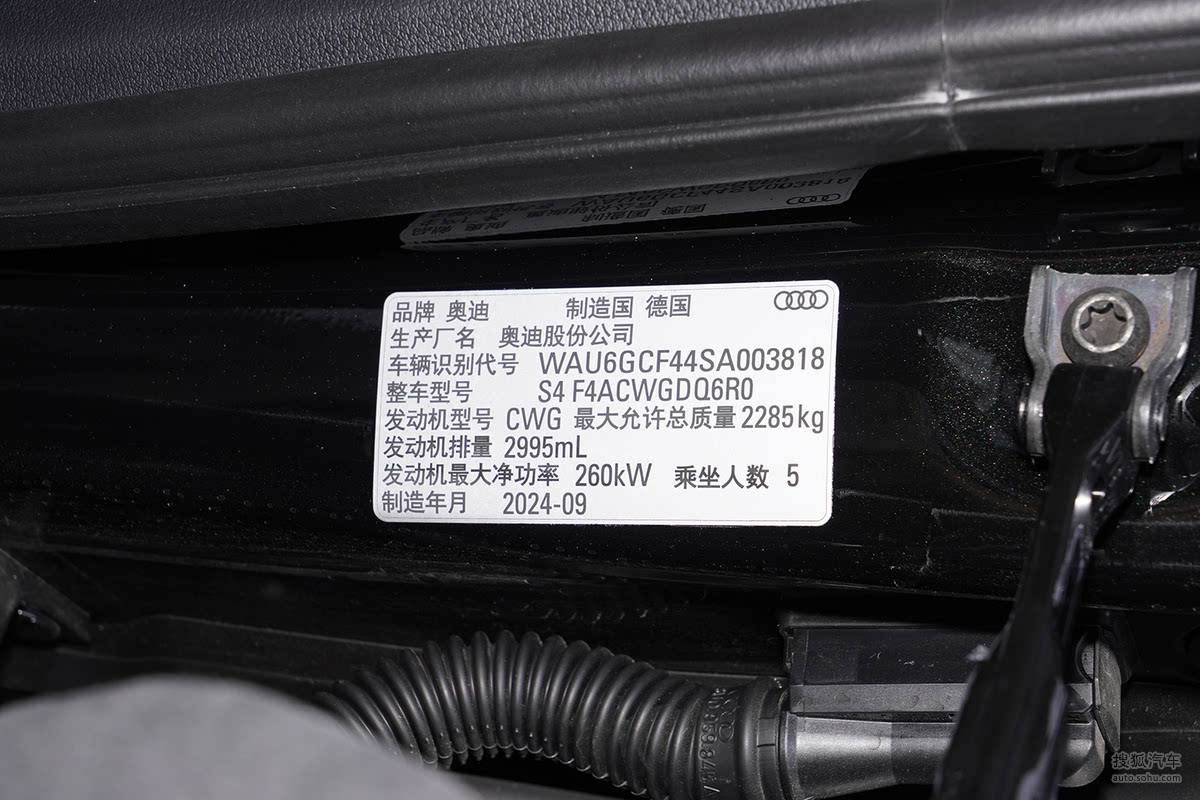 品牌 奥迪 制造国 德国
生产厂名 奥迪股份公司
车辆识别代号 WAU6GCF44SA003818
整车型号 S4 F4ACWGDQ6R0
发动机型号 CWG 最大允许总质量 2285kg
发动机排量 2995mL
发动机最大净功率 260kW 乘坐人数 5
制造年月 2024-09
搜狐汽车
auto.sohu.com